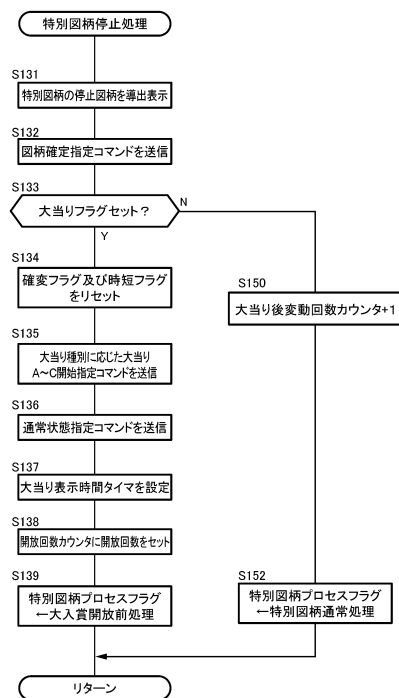 特別図柄停止処理
S131
特別図柄の停止図柄を導出表示
S132
図柄確定指定コマンドを送信
S133
大当りフラグセット？
N
Y
S134
確変フラグ及び時短フラグ
をリセット
S150
大当り後変動回数カウンタ+1
S135
大当り種別に応じた大当り
A～C開始指定コマンドを送信
S136
通常状態指定コマンドを送信
S137
大当り表示時間タイマを設定
S138
開放回数カウンタに開放回数をセット
S139
特別図柄プロセスフラグ
←大入賞開放前処理
S152
特別図柄プロセスフラグ
←特別図柄通常処理
リターン